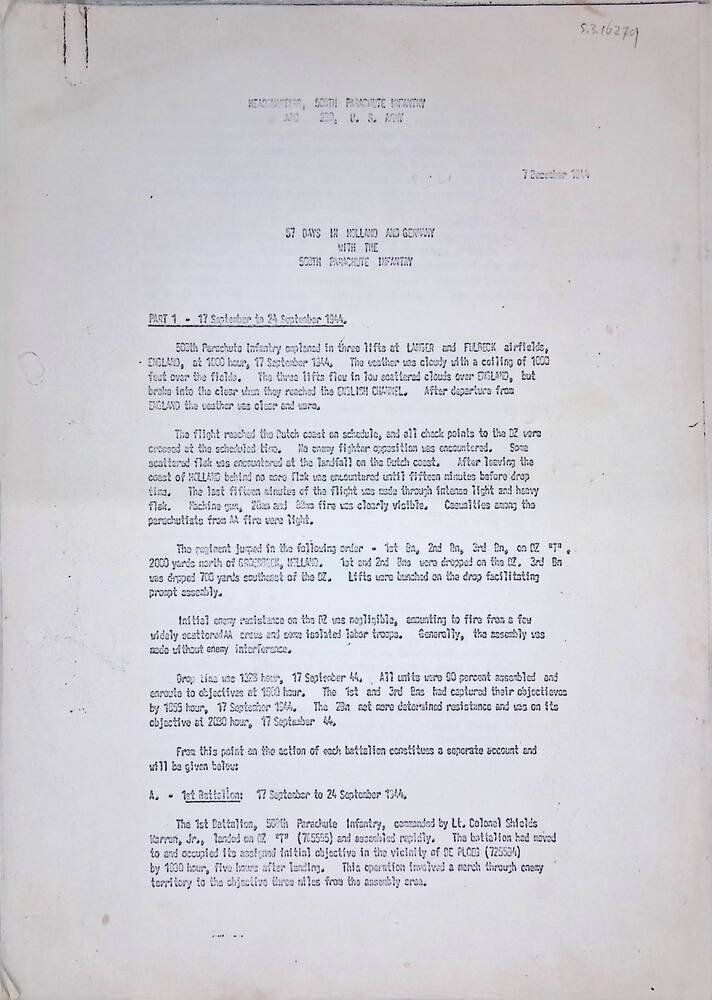 S.3.16279
HEADQUARTERS, 508TH PARACHUTE INFANTRY
APO 230, U. S. ARMY
7 December 1944
57 DAYS IN HOLLAND AND GERMANY
WITH THE
508TH PARACHUTE INFANTRY
PART 1 - 17 September to 24 September 1944.
508th Parachute Infantry emplaned in three lifts at LANGER and FULBECK airfields,
ENGLAND, at 1000 hour, 17 September 1944. The weather was cloudy with a ceiling of 1000
feet over the fields. The three lifts flew in low scattered clouds over ENGLAND, but
broke into the clear when they reached the ENGLISH CHANNEL. After departure from
ENGLAND the weather was clear and warm.
The flight reached the Dutch coast on schedule, and all check points to the DZ were
crossed at the scheduled time. No enemy fighter opposition was encountered. Some
scattered flak was encountered at the landfall on the Dutch coast. After leaving the
coast of HOLLAND behind no more flak was encountered until fifteen minutes before drop
time. The last fifteen minutes of the flight was made through intense light and heavy
flak. Machine gun, 20mm and 88mm fire was clearly visible. Casualties among the
parachutists from AA fire were light.
The regiment jumped in the following order - 1st Bn, 2nd Bn, 3rd Bn, on DZ "T",
2000 yards north of GROESBEEK, HOLLAND. 1st and 2nd Bns were dropped on the DZ. 3rd Bn
was dropped 700 yards southeast of the DZ. Lifts were bunched on the drop facilitating
prompt assembly.
Initial enemy resistance on the DZ was negligible, amounting to fire from a few
widely scattered AA crews and some isolated labor troops. Generally, the assembly was
made without enemy interference.
Drop time was 1328 hour, 17 September 44. All units were 90 percent assembled and
enroute to objectives at 1500 hour. The 1st and 3rd Bns had captured their objectieves
by 1855 hour, 17 September 1944. The 2Bn met more determined resistance and was on its
objective at 2030 hour, 17 September 44.
From this point on the action of each battalion constitutes a seperate account and
will be given below:
A. - 1st Battalion: 17 September to 24 September 1944.
The 1st Battalion, 508th Parachute Infantry, commanded by Lt. Colonel Shields
Warren, Jr., landed on DZ "T" (765595) and assembled rapidly. The battalion had moved
to and occupied its assigned initial objective in the vicinity of DE PLOEG (725594)
by 1830 hour, five hours after landing. This operation involved a march through enemy
territory to the objective three miles from the assembly area.